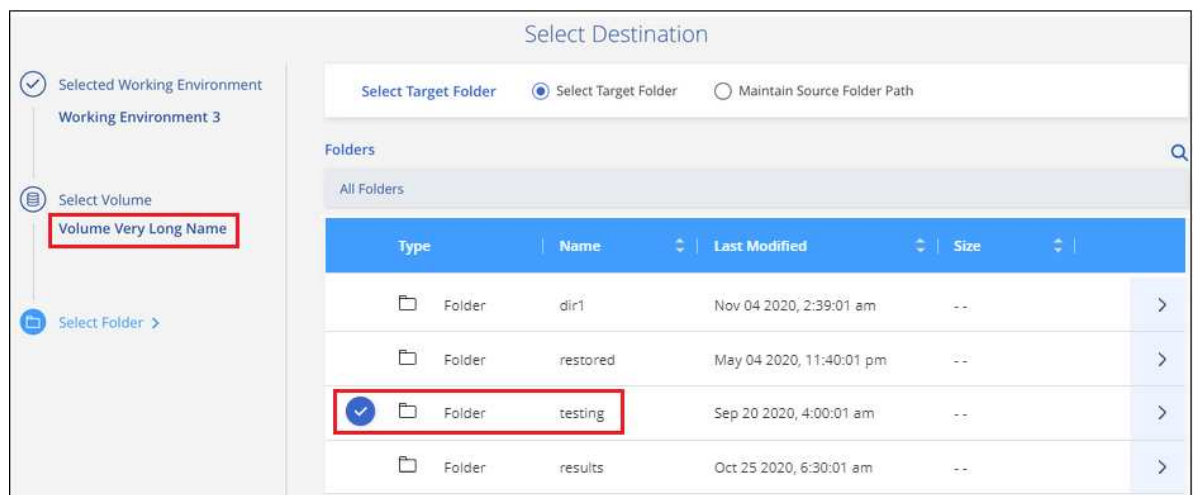 Select Destination
Selected Working Environment
Working Environment 3
Select Volume
Volume Very Long Name
Select Folder >
Select Target Folder Select Target Folder Maintain Source Folder Path
Folders
All Folders
Type Name Last Modified Size
Folder dir1 Nov 04 2020, 2:39:01 am - -
Folder restored May 04 2020, 11:40:01 pm - -
Folder testing Sep 20 2020, 4:00:01 am - -
Folder results Oct 25 2020, 6:30:01 am - -